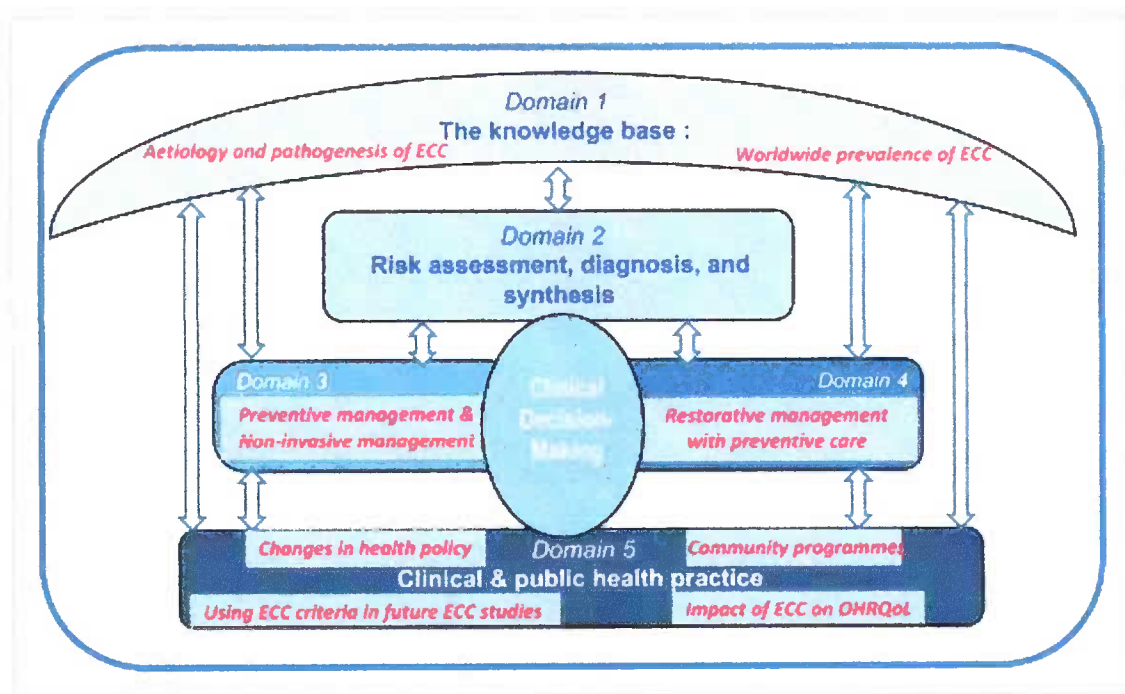 Domain 1
The knowledge base :
Aetiology and pathogenesis of ECC
Worldwide prevalence of ECC
Domain 2
Risk assessment, diagnosis, and
synthesis
Domain 3
Preventive management &
Non-invasive management
Clinical
Decision-
Making
Domain 4
Restorative management
with preventive care
Changes in health policy
Domain 5
Community programmes
Clinical & public health practice
Using ECC criteria in future ECC studies
Impact of ECC on OHRQoL